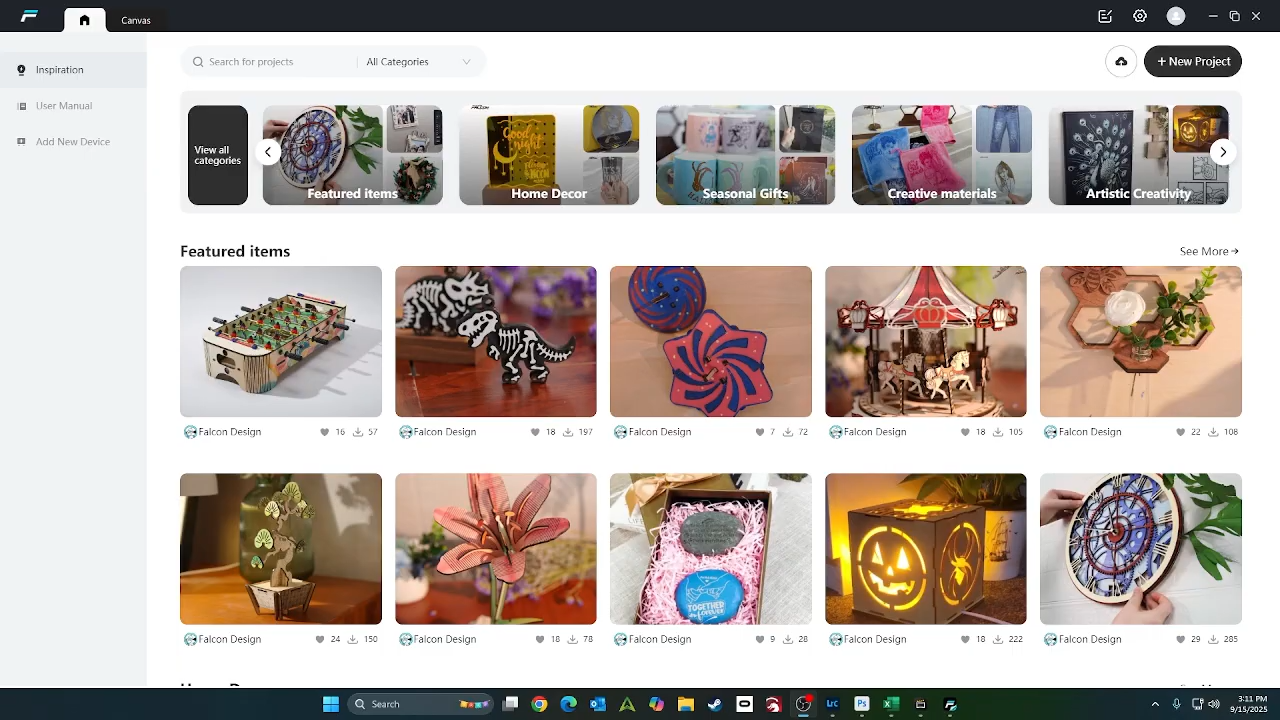 Canvas
Inspiration
User Manual
Add New Device
Search for projects
All Categories
+ New Project
View all
categories
Featured items
Home Decor
Seasonal Gifts
Creative materials
Artistic Creativity
Good
night
Featured items
See More
Falcon Design 16 57
Falcon Design 18 197
Falcon Design 7 72
Falcon Design 18 105
Falcon Design 22 108
TOGETHER
Falcon Design 24 150
Falcon Design 18 78
Falcon Design 9 28
Falcon Design 18 222
Falcon Design 29 285
Search
3:11 PM
9/15/2025